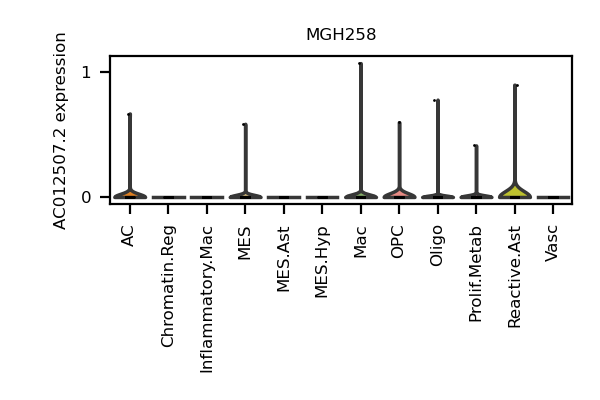 MGH258
AC012507.2 expression
1
0
AC
Chromatin.Reg
Inflammatory.Mac
MES
MES.Ast
MES.Hyp
Mac
OPC
Oligo
Prolif.Metab
Reactive.Ast
Vasc